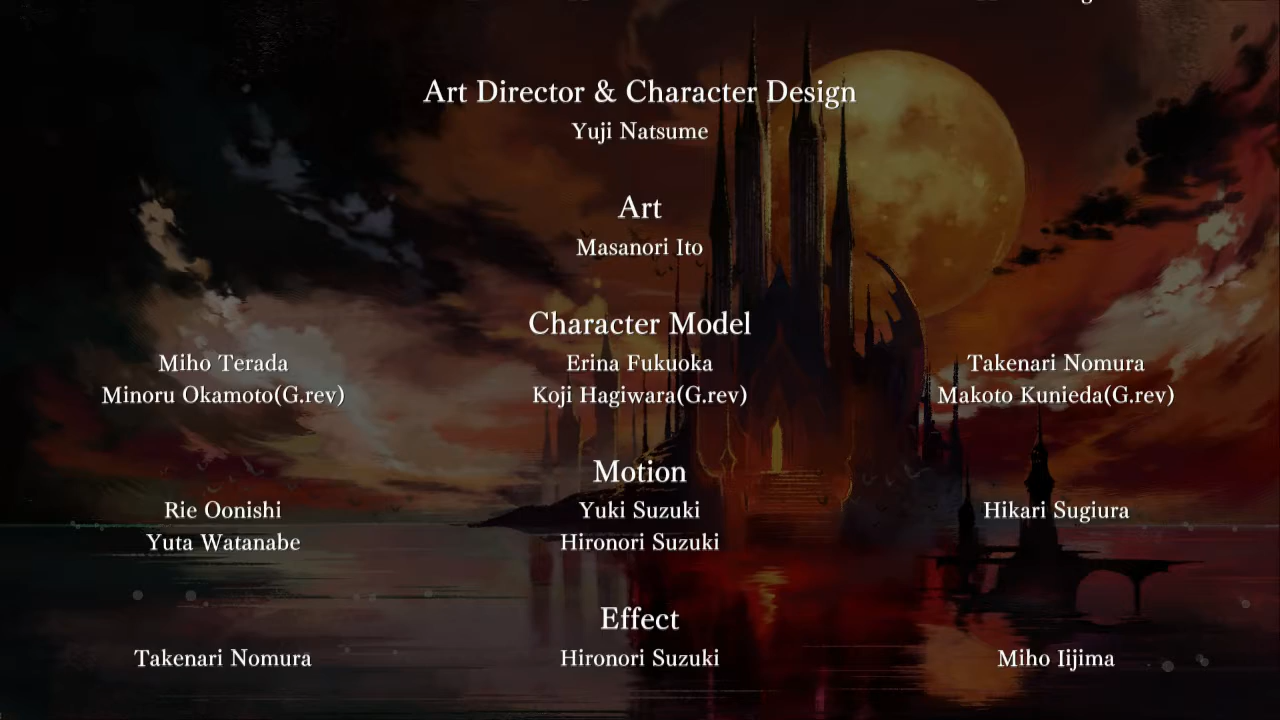 Art Director & Character Design
Yuji Natsume
Art
Masanori Ito
Character Model
Miho Terada Erina Fukuoka Takenari Nomura
Minoru Okamoto(G.rev) Koji Hagiwara(G.rev) Makoto Kunieda(G.rev)
Motion
Rie Oonishi Yuki Suzuki Hikari Sugiura
Yuta Watanabe Hironori Suzuki
Effect
Takenari Nomura Hironori Suzuki Miho Iijima